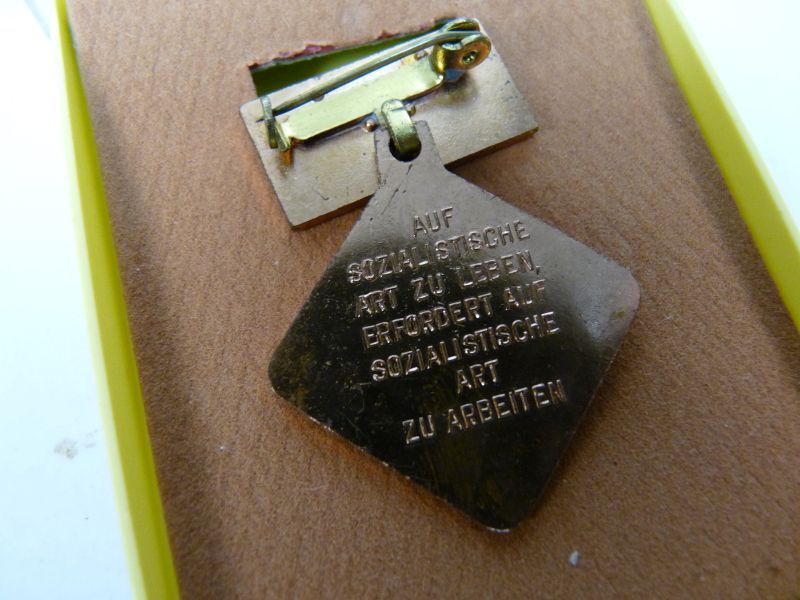 AUF
SOZIALISTISCHE
ART ZU LEBEN,
ERFORDERT AUF
SOZIALISTISCHE
ART
ZU ARBEITEN